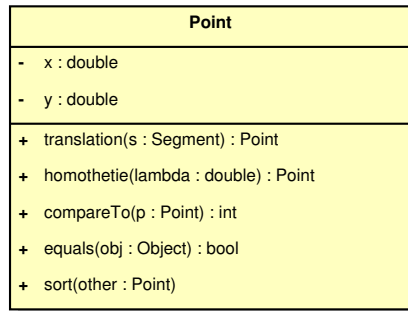 Point
- x : double
- y : double
+ translation(s : Segment) : Point
+ homothetie(lambda : double) : Point
+ compareTo(p : Point) : int
+ equals(obj : Object) : bool
+ sort(other : Point)